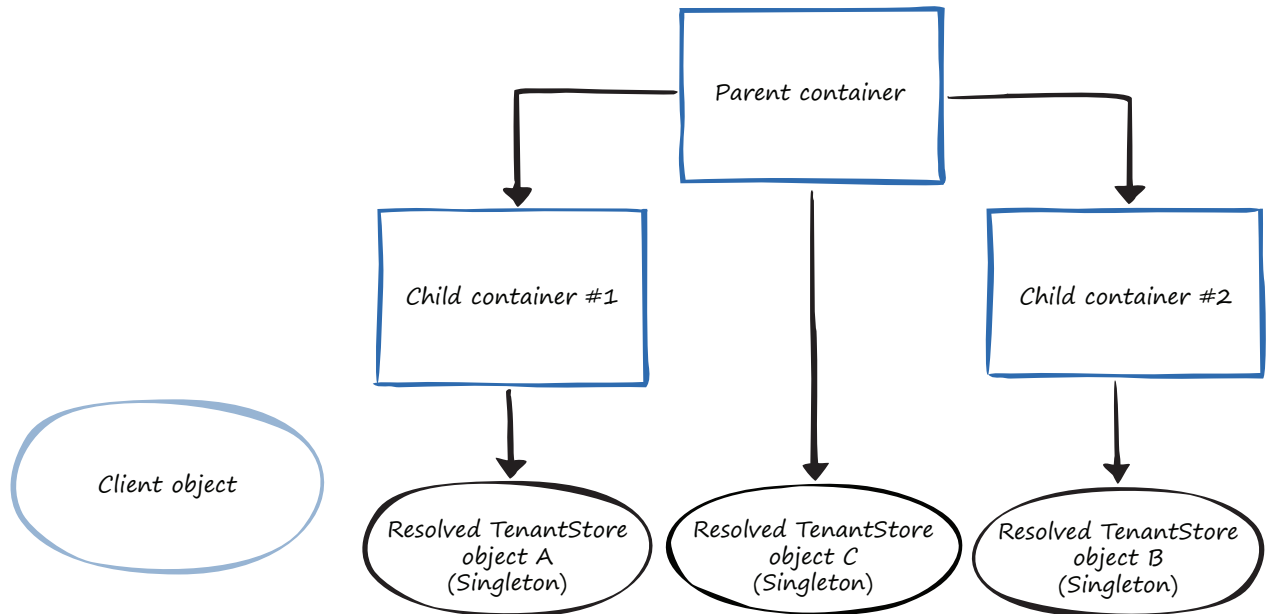 Parent container
Child container #1
Child container #2
Client object
Resolved TenantStore
object A
(Singleton)
Resolved TenantStore
object C
(Singleton)
Resolved TenantStore
object B
(Singleton)